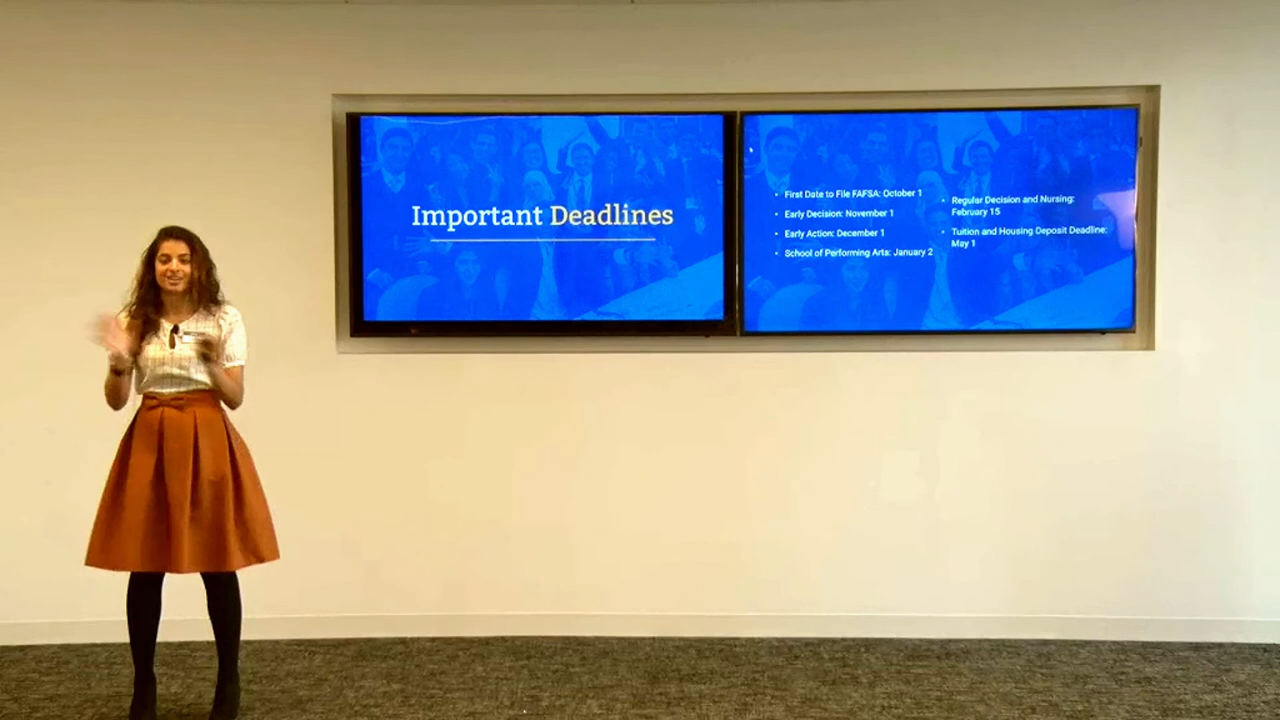 Important Deadlines
• First Date to File FAFSA: October 1
• Early Decision: November 1
• Early Action: December 1
• School of Performing Arts: January 2
• Regular Decision and Nursing:
February 15
• Tuition and Housing Deposit Deadline:
May 1